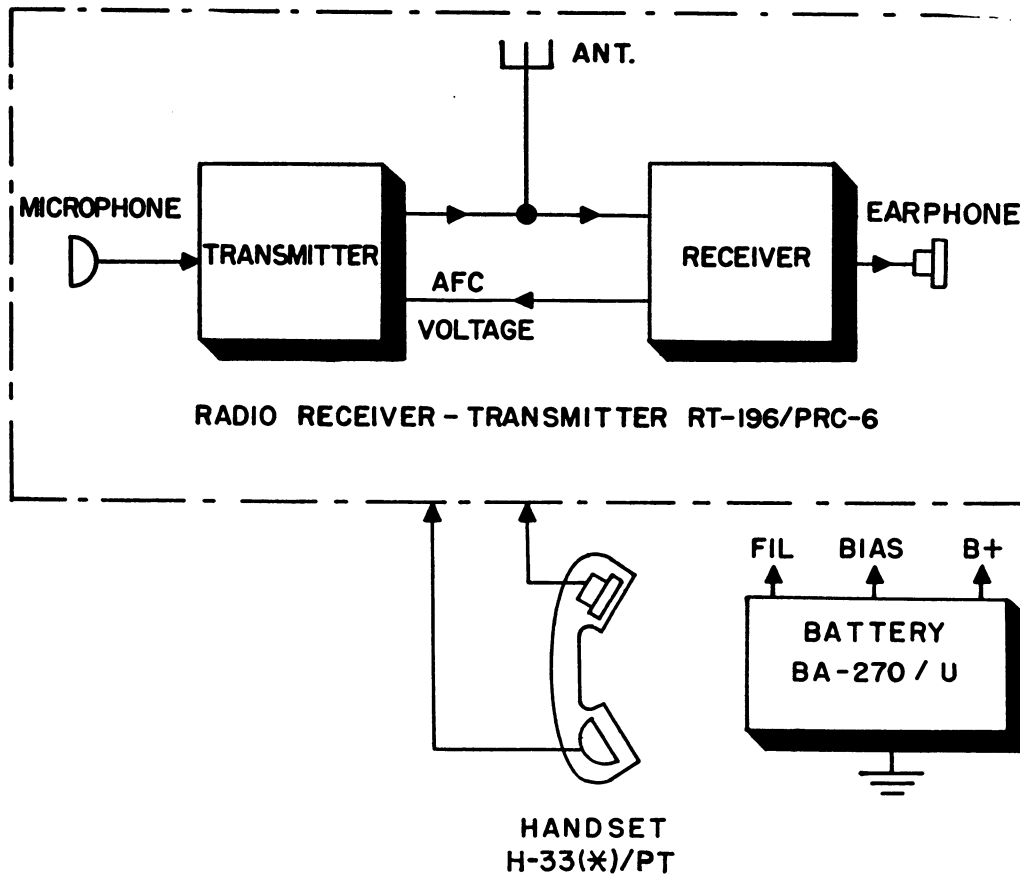 ANT.
MICROPHONE
TRANSMITTER
AFC
VOLTAGE
RECEIVER
EARPHONE
RADIO RECEIVER - TRANSMITTER RT-196/PRC-6
FIL BIAS B+
BATTERY
BA-270 / U
HANDSET
H-33(*)/PT